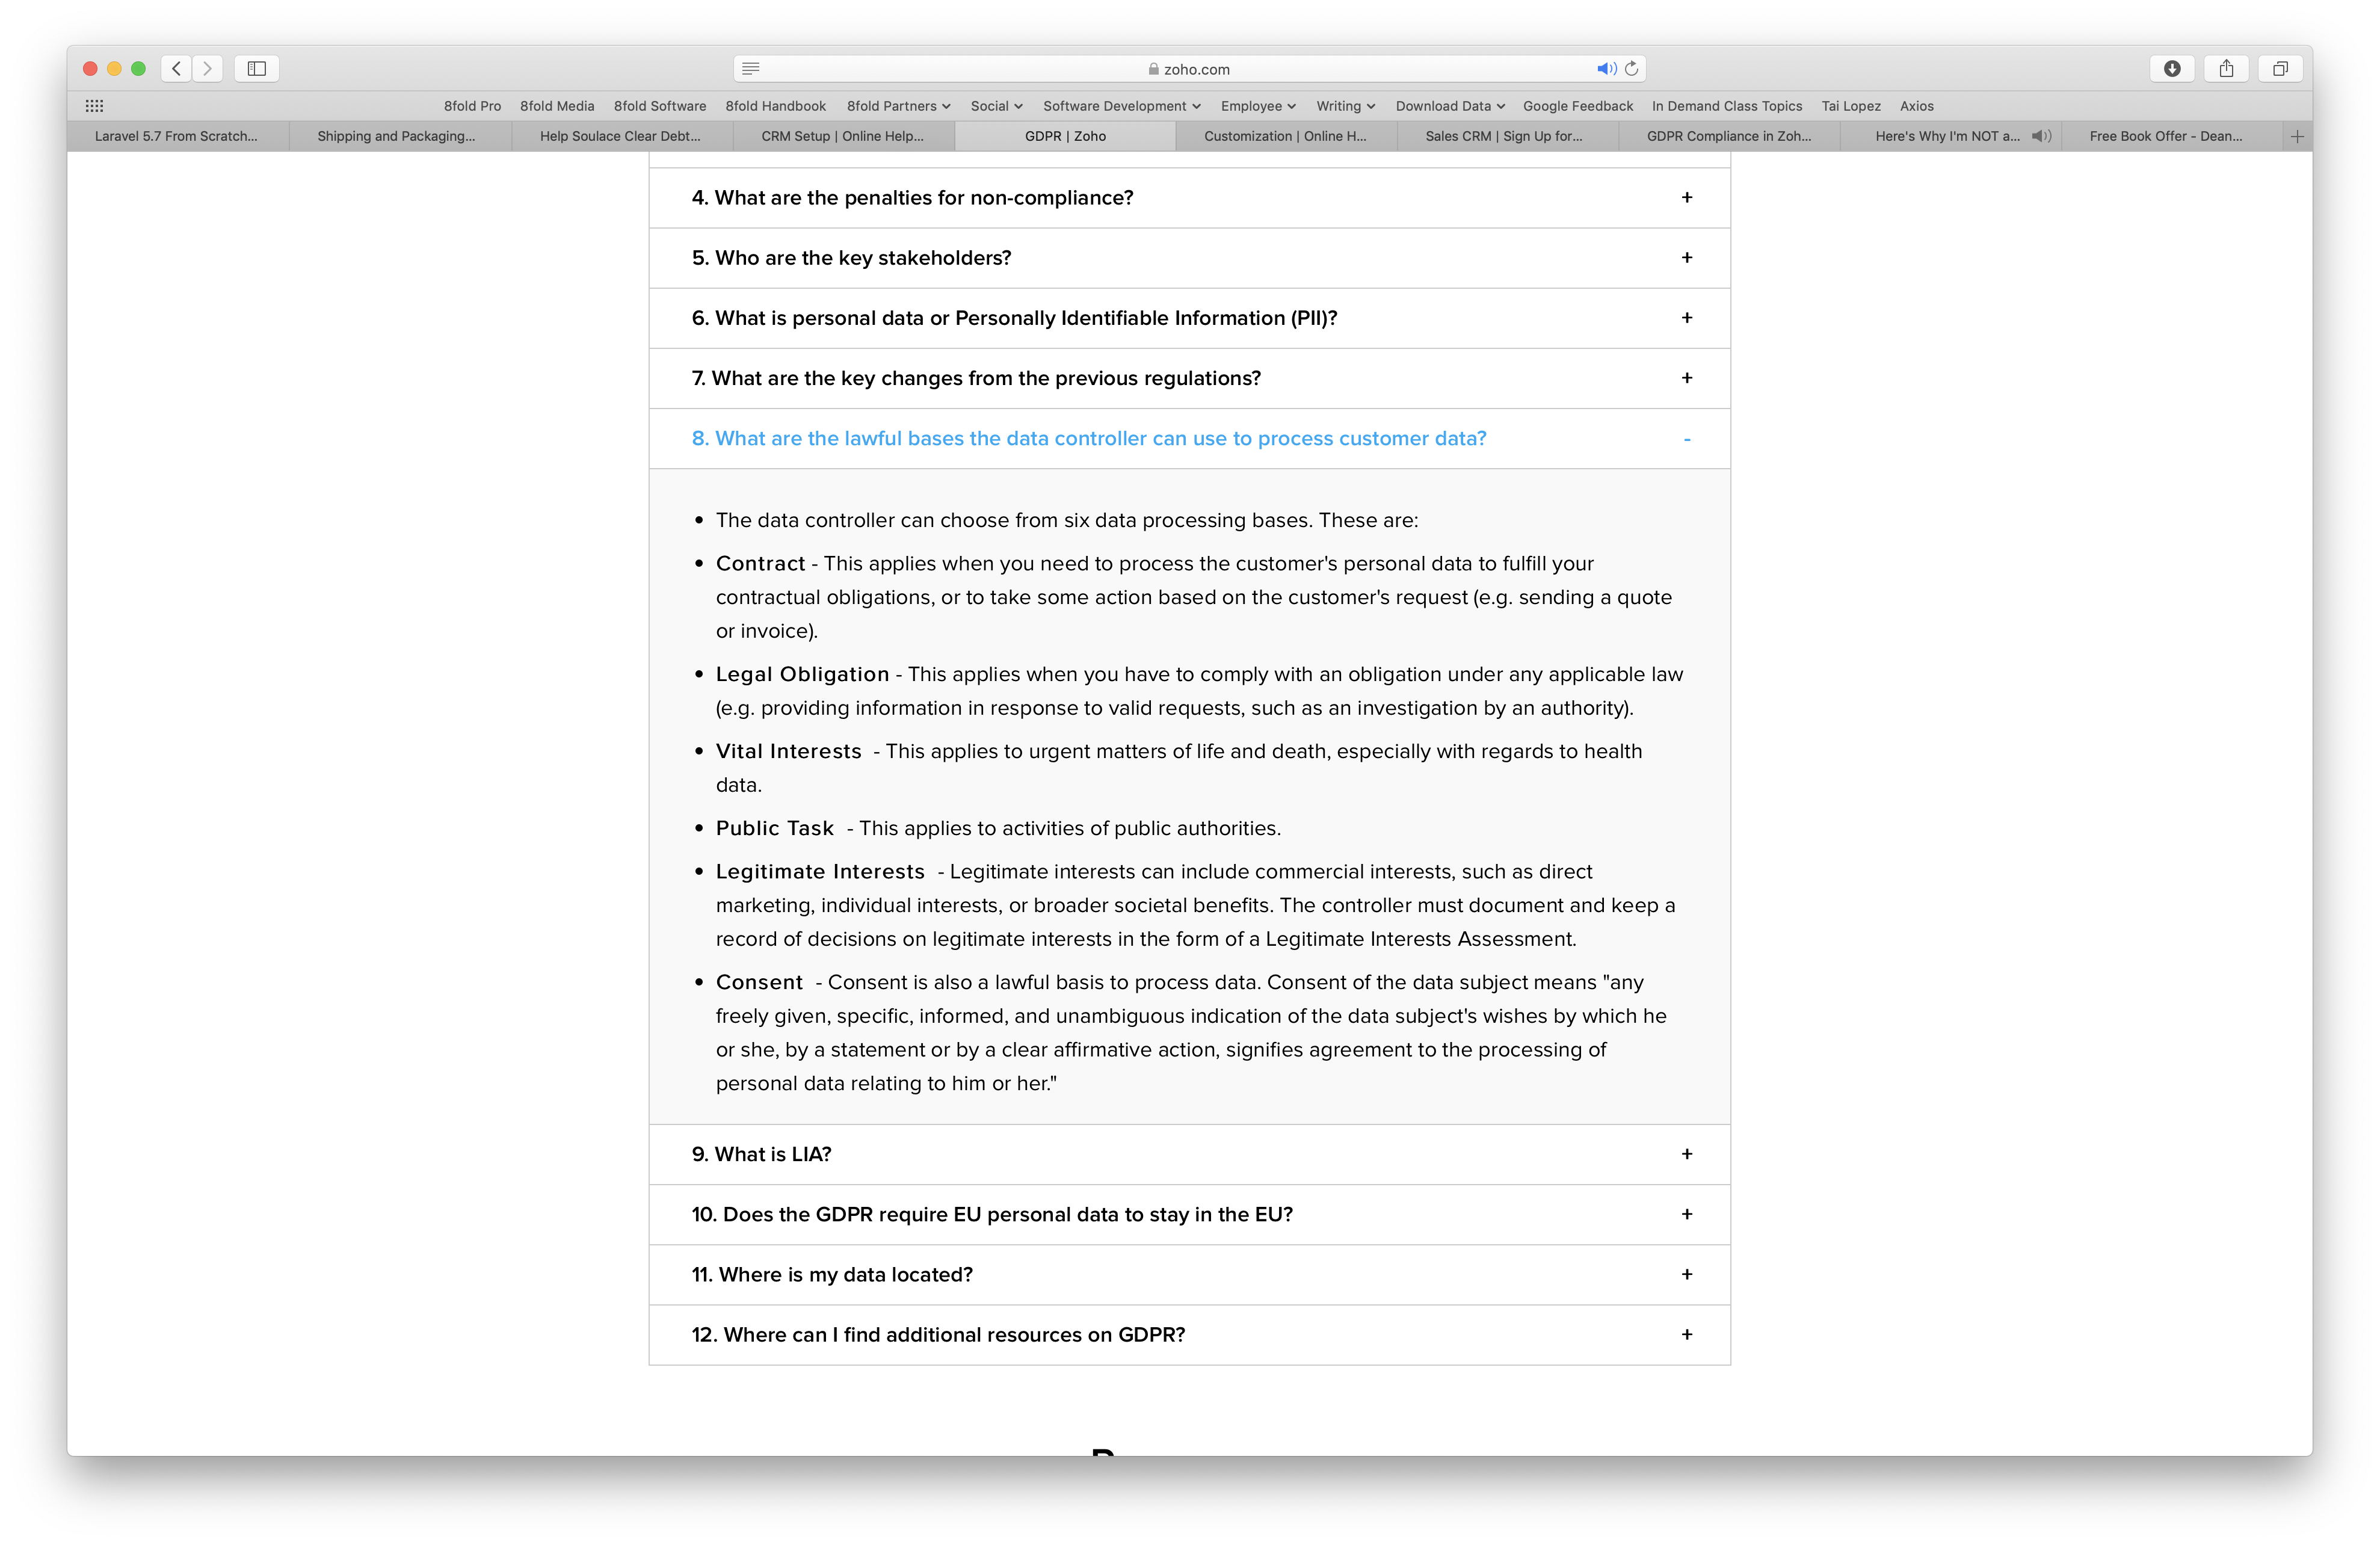 zoho.com
8fold Pro 8fold Media 8fold Software 8fold Handbook 8fold Partners Social Software Development Employee Writing Download Data Google Feedback In Demand Class Topics Tai Lopez Axios
Laravel 5.7 From Scratch... Shipping and Packaging... Help Soulace Clear Debt... CRM Setup | Online Help... GDPR | Zoho Customization | Online H... Sales CRM | Sign Up for... GDPR Compliance in Zoh... Here's Why I'm NOT a... Free Book Offer - Dean... +
4. What are the penalties for non-compliance? +
5. Who are the key stakeholders? +
6. What is personal data or Personally Identifiable Information (PII)? +
7. What are the key changes from the previous regulations? +
8. What are the lawful bases the data controller can use to process customer data? -
• The data controller can choose from six data processing bases. These are:
• Contract - This applies when you need to process the customer's personal data to fulfill your
contractual obligations, or to take some action based on the customer's request (e.g. sending a quote
or invoice).
• Legal Obligation - This applies when you have to comply with an obligation under any applicable law
(e.g. providing information in response to valid requests, such as an investigation by an authority).
• Vital Interests - This applies to urgent matters of life and death, especially with regards to health
data.
• Public Task - This applies to activities of public authorities.
• Legitimate Interests - Legitimate interests can include commercial interests, such as direct
marketing, individual interests, or broader societal benefits. The controller must document and keep a
record of decisions on legitimate interests in the form of a Legitimate Interests Assessment.
• Consent - Consent is also a lawful basis to process data. Consent of the data subject means "any
freely given, specific, informed, and unambiguous indication of the data subject's wishes by which he
or she, by a statement or by a clear affirmative action, signifies agreement to the processing of
personal data relating to him or her."
9. What is LIA? +
10. Does the GDPR require EU personal data to stay in the EU? +
11. Where is my data located? +
12. Where can I find additional resources on GDPR? +